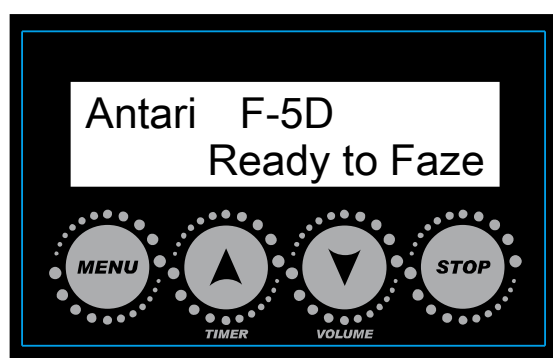 Antari F-5D
Ready to Faze
MENU
STOP
TIMER
VOLUME